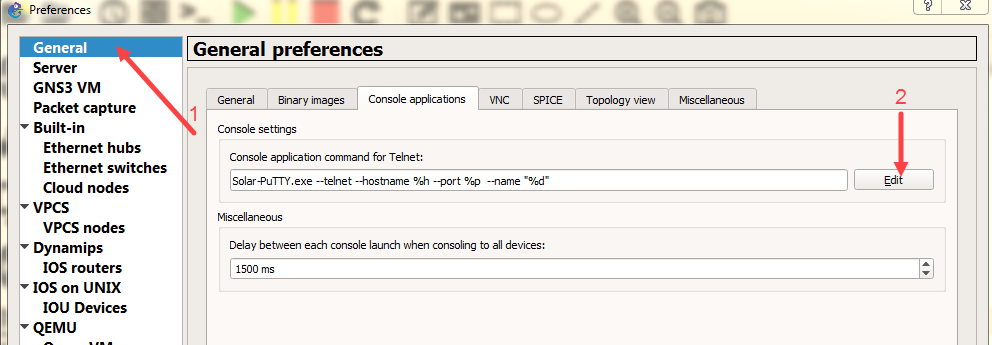 Preferences
General
Server
GNS3 VM
Packet capture
Built-in
Ethernet hubs
Ethernet switches
Cloud nodes
VPCS
VPCS nodes
Dynamips
IOS routers
IOS on UNIX
IOU Devices
QEMU
1
General preferences
General Binary images Console applications VNC SPICE Topology view Miscellaneous
2
Console settings
Console application command for Telnet:
Solar-PuTTY.exe --telnet --hostname %h --port %p  --name "%d"
Edit
Miscellaneous
Delay between each console launch when consoling to all devices:
1500 ms